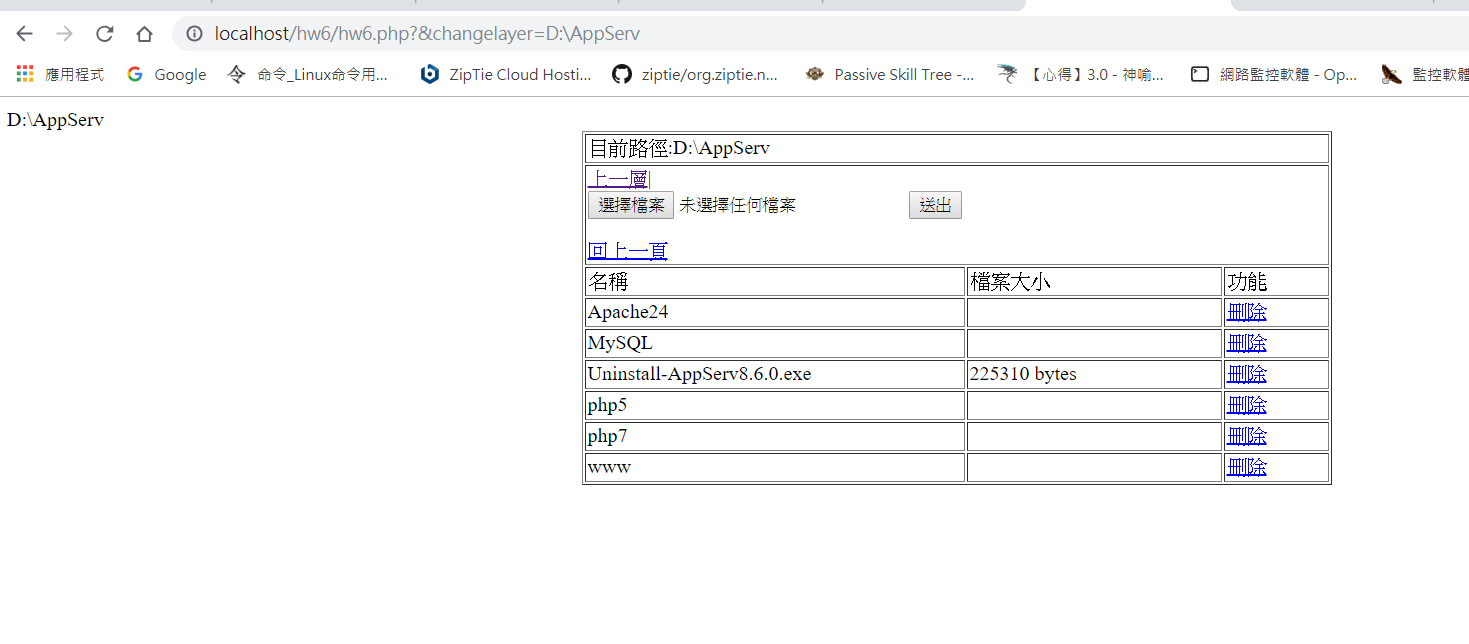 localhost/hw6/hw6.php?&changelayer=D:\AppServ
應用程式 Google 命令_Linux命令用... ZipTie Cloud Hosti... ziptie/org.ziptie.n... Passive Skill Tree -... 【心得】3.0 - 神喻... 網路監控軟體 - Op... 監控軟體
D:\AppServ
目前路徑:D:\AppServ
上一層
選擇檔案 未選擇任何檔案 送出
回上一頁
名稱 檔案大小 功能
Apache24 刪除
MySQL 刪除
Uninstall-AppServ8.6.0.exe 225310 bytes 刪除
php5 刪除
php7 刪除
www 刪除